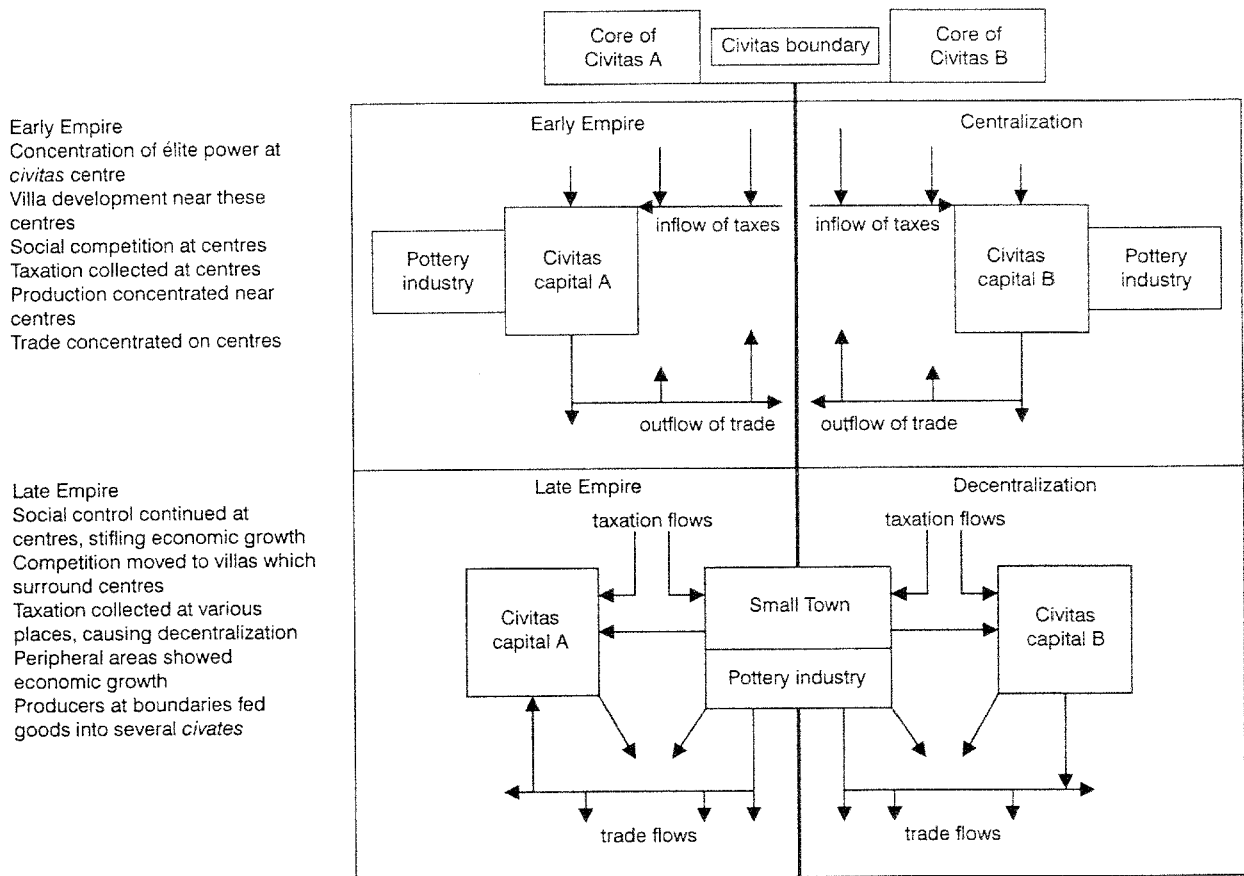 Core of
Civitas A
Civitas boundary
Core of
Civitas B
Early Empire
Concentration of élite power at
civitas centre
Villa development near these
centres
Social competition at centres
Taxation collected at centres
Production concentrated near
centres
Trade concentrated on centres
Early Empire
Centralization
inflow of taxes
inflow of taxes
Pottery
industry
Civitas
capital A
Civitas
capital B
Pottery
industry
outflow of trade
outflow of trade
Late Empire
Social control continued at
centres, stifling economic growth
Competition moved to villas which
surround centres
Taxation collected at various
places, causing decentralization
Peripheral areas showed
economic growth
Producers at boundaries fed
goods into several civates
Late Empire
Decentralization
taxation flows
taxation flows
Civitas
capital A
Small Town
Pottery industry
Civitas
capital B
trade flows
trade flows